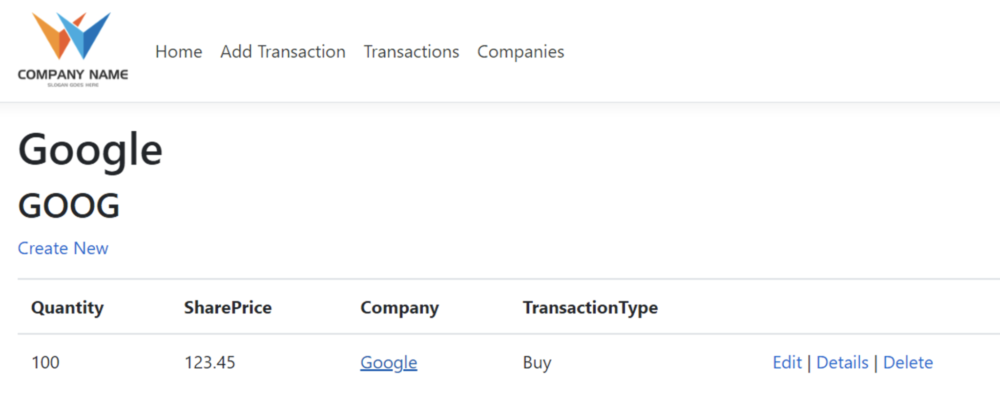 Home Add Transaction Transactions Companies
COMPANY NAME
SLOGAN GOES HERE
Google
GOOG
Create New
Quantity SharePrice Company TransactionType
100 123.45 Google Buy Edit | Details | Delete